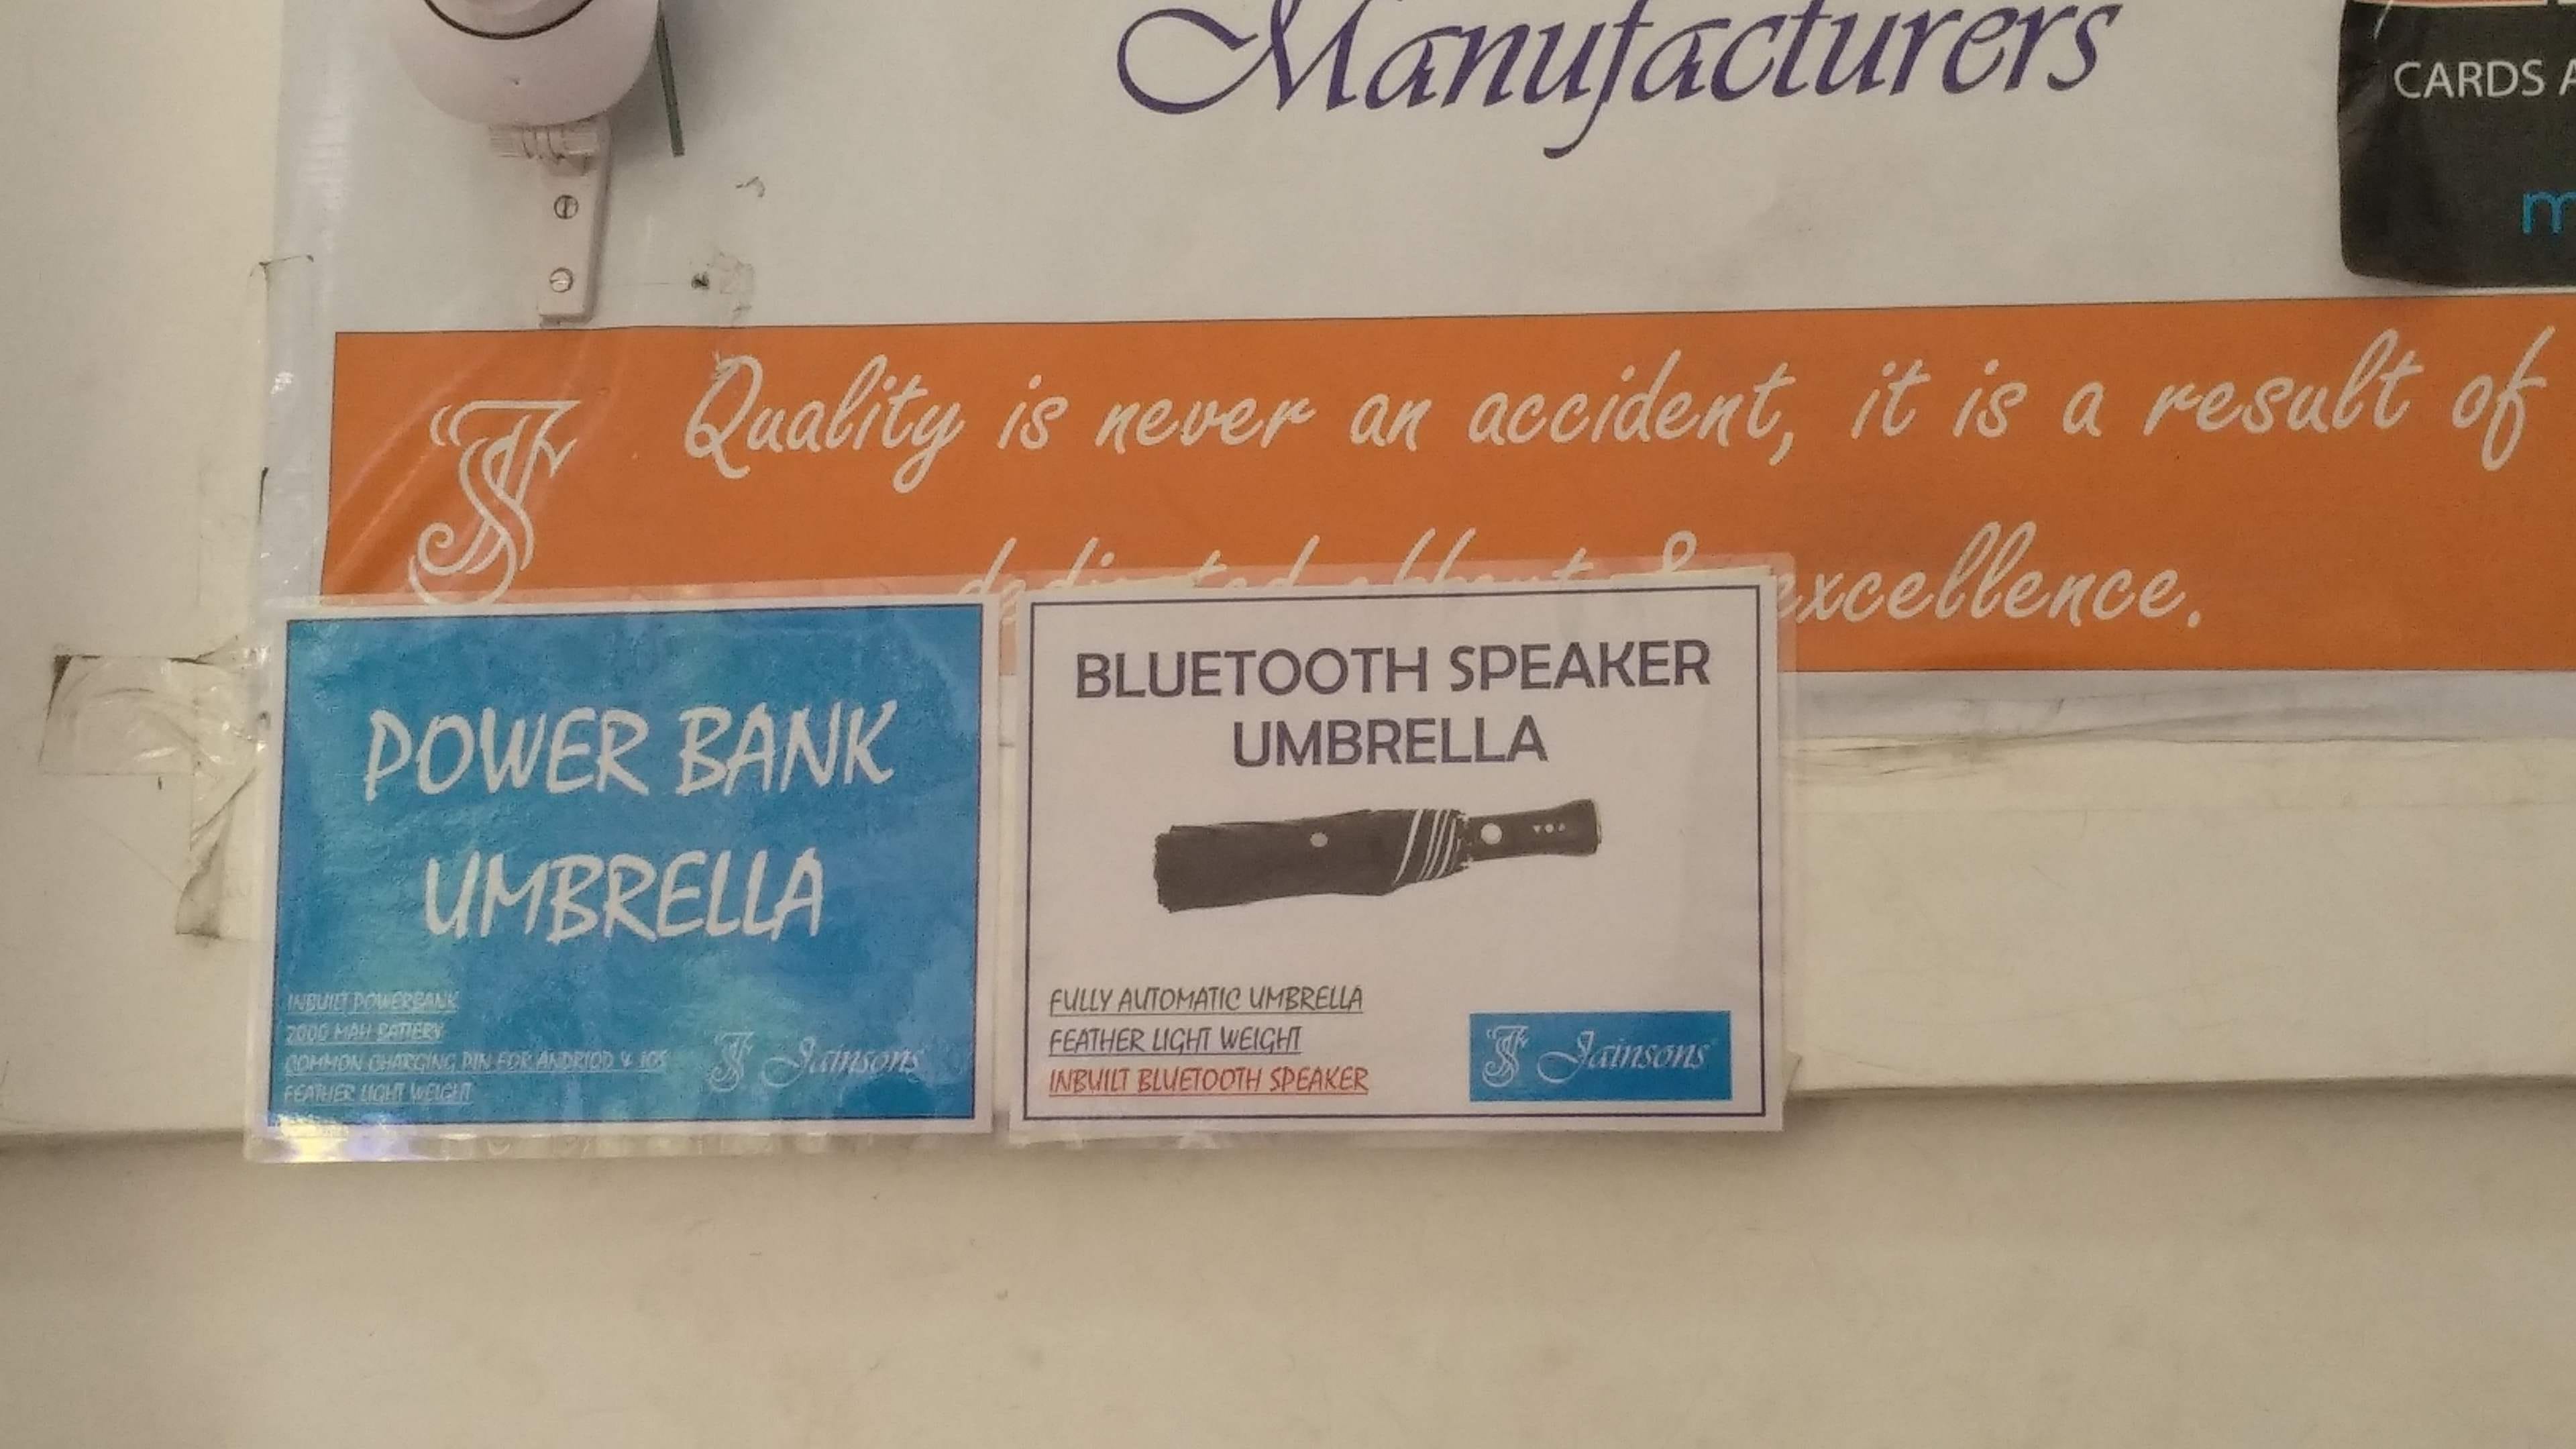 Manufacturers
CARDS A
m
Quality is never an accident, it is a result of
dedicated effort & excellence.
POWER BANK
UMBRELLA
INBUILT POWERBANK
2000 MAH BATTERY
COMMON CHARGING PIN FOR ANDRIOD & IOS
FEATHER LIGHT WEIGHT
Jainsons
BLUETOOTH SPEAKER
UMBRELLA
FULLY AUTOMATIC UMBRELLA
FEATHER LIGHT WEIGHT
INBUILT BLUETOOTH SPEAKER
Jainsons